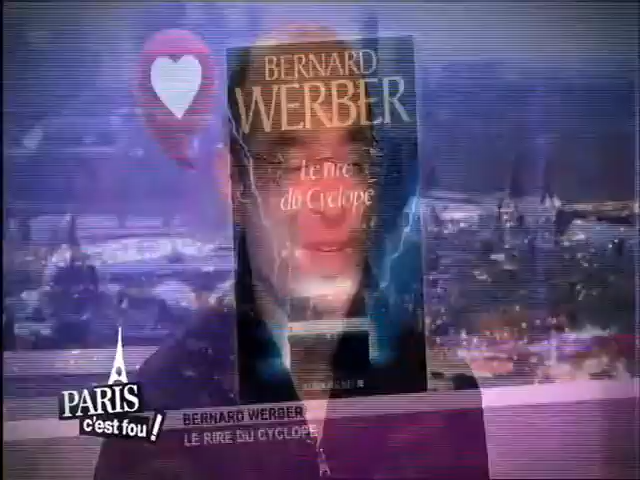 BERNARD
WERBER
Le rire
du Cyclope
PARIS
c'est fou !
BERNARD WERBER
LE RIRE DU CYCLOPE